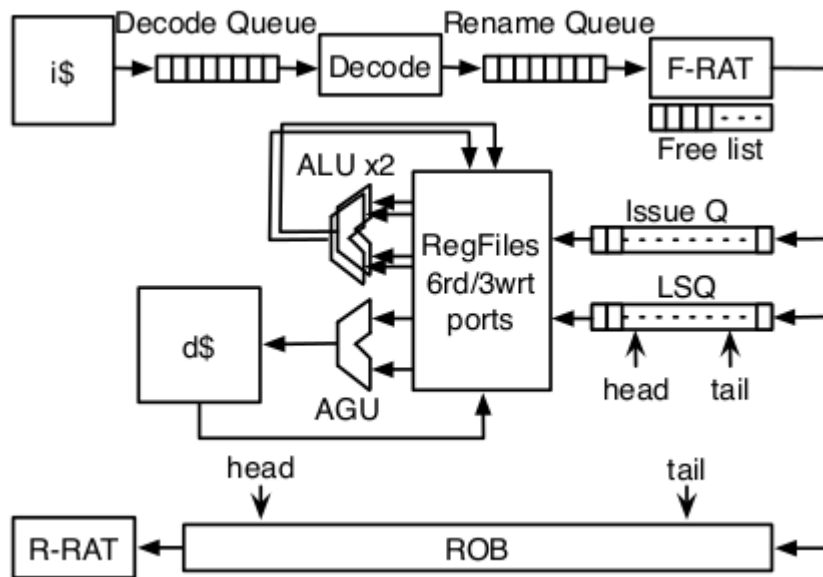 Decode Queue
Rename Queue
i$
Decode
F-RAT
Free list
ALU x2
Issue Q
RegFiles
6rd/3wrt
ports
LSQ
d$
head
tail
AGU
head
tail
R-RAT
ROB